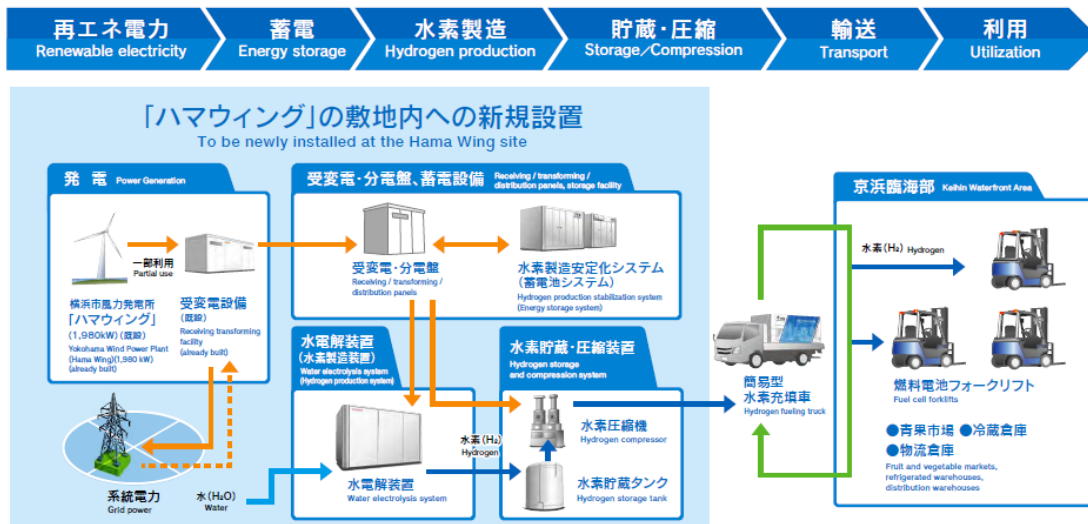 再エネ電力
Renewable electricity
蓄電
Energy storage
水素製造
Hydrogen production
貯蔵・圧縮
Storage/Compression
輸送
Transport
利用
Utilization
「ハマウィング」の敷地内への新規設置
To be newly installed at the Hama Wing site
発 電 Power Generation
一部利用
Partial use
横浜市風力発電所
「ハマウィング」
(1,980kW)(既設)
Yokohama Wind Power Plant
(Hama Wing)(1,980 kW)
(already built)
受変電設備
(既設)
Receiving transforming
facility
(already built)
系統電力
Grid power
水(H₂O)
Water
受変電・分電盤、蓄電設備 Receiving / transforming /
distribution panels, storage facility
受変電・分電盤
Receiving / transforming /
distribution panels
水素製造安定化システム
(蓄電池システム)
Hydrogen production stabilization system
(Energy storage system)
水電解装置
(水素製造装置)
Water electrolysis system
(Hydrogen production system)
水電解装置
Water electrolysis system
水素(H₂)
Hydrogen
水素貯蔵・圧縮装置
Hydrogen storage
and compression system
水素圧縮機
Hydrogen compressor
水素貯蔵タンク
Hydrogen storage tank
簡易型
水素充填車
Hydrogen fueling truck
京浜臨海部 Keihin Waterfront Area
水素(H₂) Hydrogen
燃料電池フォークリフト
Fuel cell forklifts
●青果市場 ●冷蔵倉庫
●物流倉庫
Fruit and vegetable markets,
refrigerated warehouses,
distribution warehouses